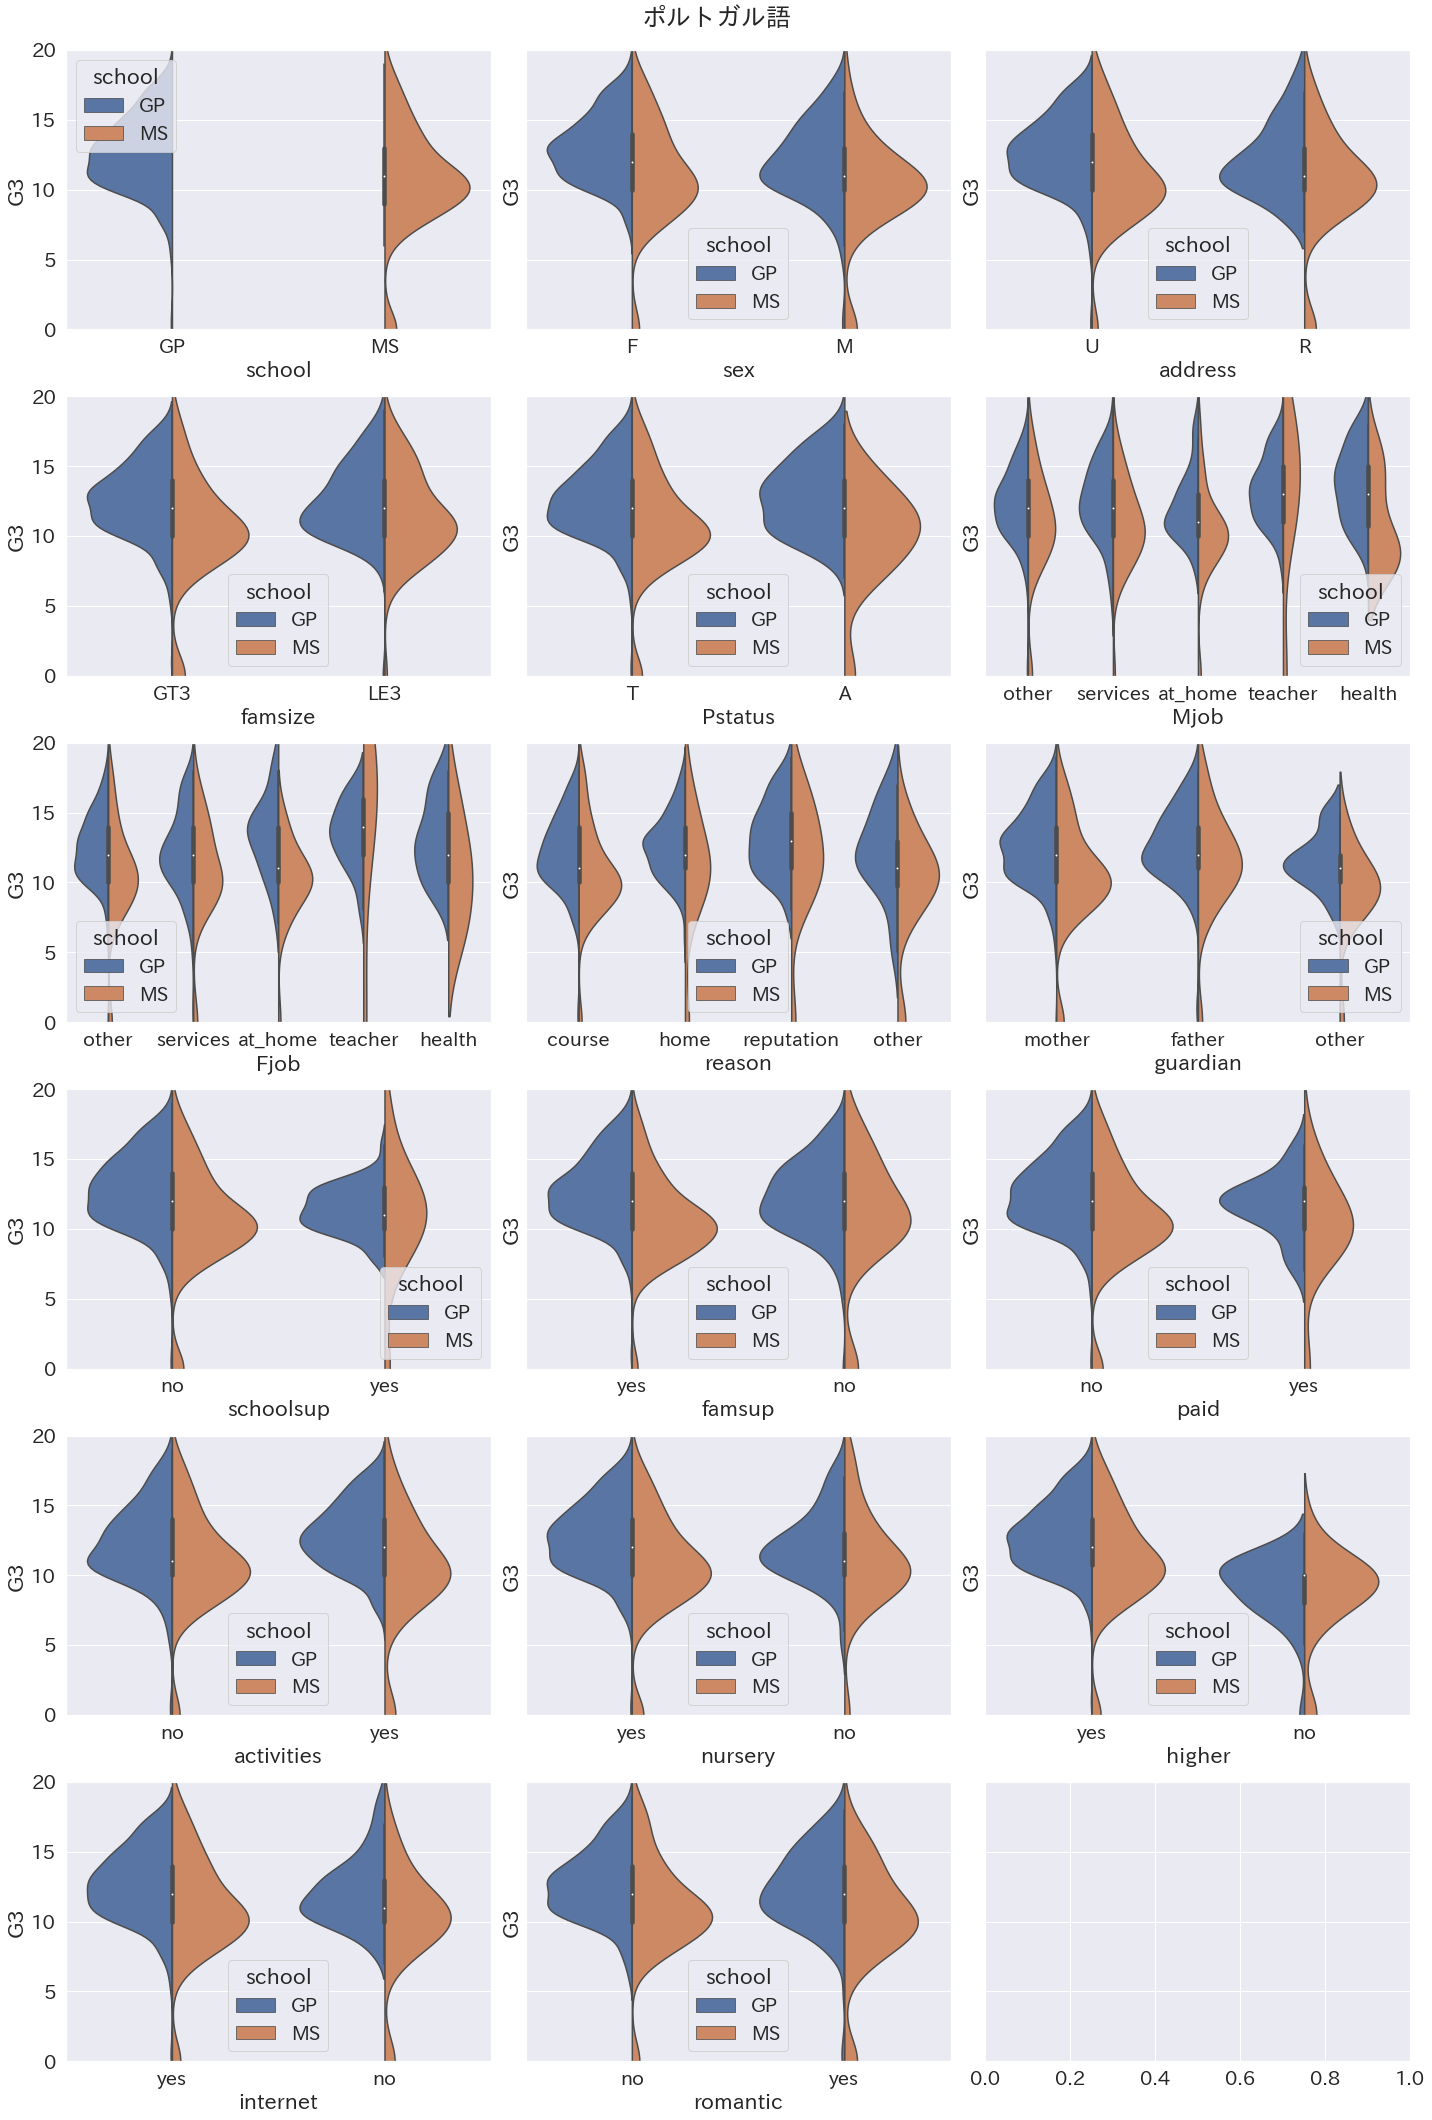 ポルトガル語
20
15
10
5
0
G3
school
GP
MS
GP
MS
school
G3
school
GP
MS
F
M
sex
G3
school
GP
MS
U
R
address
20
15
10
5
0
G3
school
GP
MS
GT3
LE3
famsize
G3
school
GP
MS
T
A
Pstatus
G3
school
GP
MS
other
services
at_home
teacher
health
Mjob
20
15
10
5
0
G3
school
GP
MS
other
services
at_home
teacher
health
Fjob
G3
school
GP
MS
course
home
reputation
other
reason
G3
school
GP
MS
mother
father
other
guardian
20
15
10
5
0
G3
school
GP
MS
no
yes
schoolsup
G3
school
GP
MS
yes
no
famsup
G3
school
GP
MS
no
yes
paid
20
15
10
5
0
G3
school
GP
MS
no
yes
activities
G3
school
GP
MS
yes
no
nursery
G3
school
GP
MS
yes
no
higher
20
15
10
5
0
G3
school
GP
MS
yes
no
internet
G3
school
GP
MS
no
yes
romantic
0.0
0.2
0.4
0.6
0.8
1.0